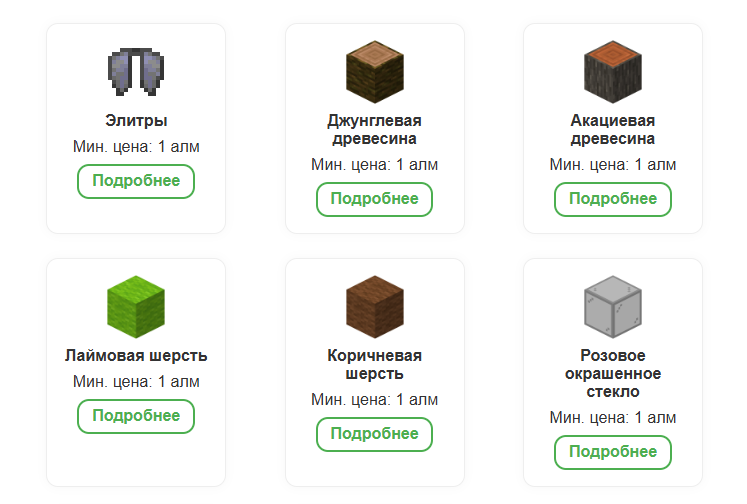 Элитры
Мин. цена: 1 алм
Подробнее
Джунглевая
древесина
Мин. цена: 1 алм
Подробнее
Акациевая
древесина
Мин. цена: 1 алм
Подробнее
Лаймовая шерсть
Мин. цена: 1 алм
Подробнее
Коричневая
шерсть
Мин. цена: 1 алм
Подробнее
Розовое
окрашенное
стекло
Мин. цена: 1 алм
Подробнее